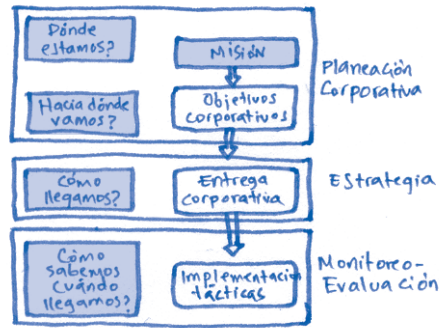 Dónde
estamos?
Misión
Hacia dónde
vamos?
Objetivos
corporativos
Planeación
Corporativa
Cómo
llegamos?
Entrega
corporativa
EStrategia
Cómo
sabemos
cuándo
llegamos?
Implementación
tácticas
Monitoreo-
Evaluación